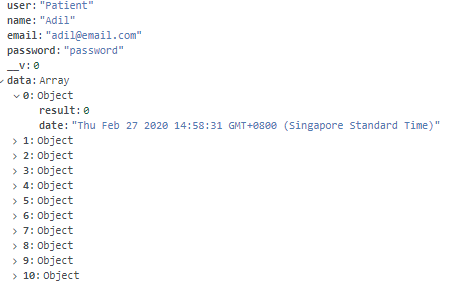 user: "Patient"
name: "Adil"
email: "adil@email.com"
password: "password"
__v: 0
data: Array
0: Object
result: 0
date: "Thu Feb 27 2020 14:58:31 GMT+0800 (Singapore Standard Time)"
1: Object
2: Object
3: Object
4: Object
5: Object
6: Object
7: Object
8: Object
9: Object
10: Object